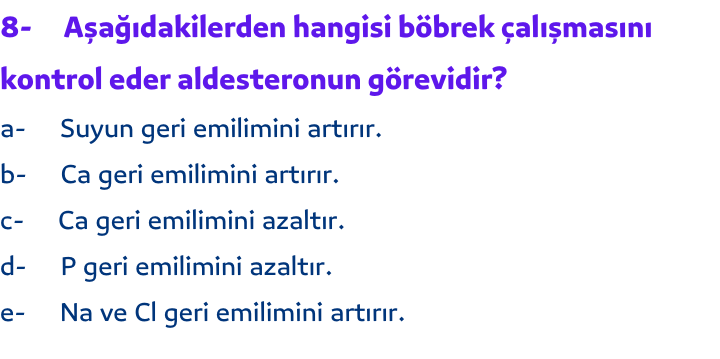 8- Aşağıdakilerden hangisi böbrek çalışmasını
kontrol eder aldesteronun görevidir?
a- Suyun geri emilimini artırır.
b- Ca geri emilimini artırır.
c- Ca geri emilimini azaltır.
d- P geri emilimini azaltır.
e- Na ve Cl geri emilimini artırır.